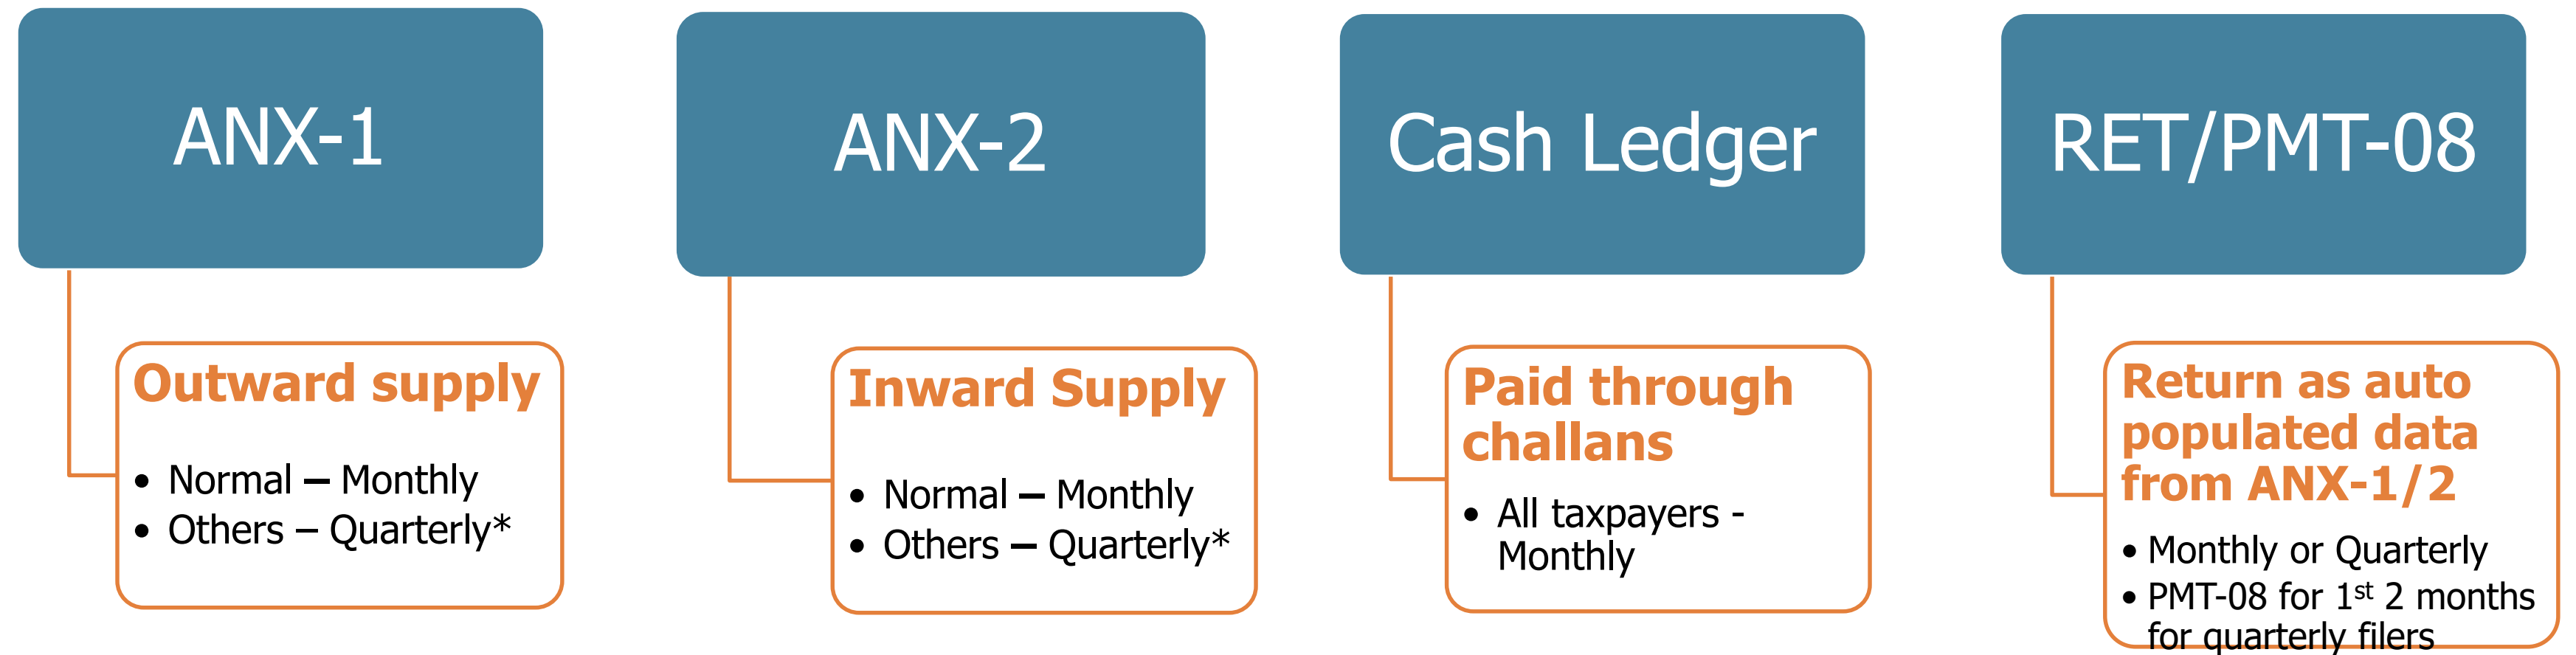 ANX-1
Outward supply
• Normal – Monthly
• Others – Quarterly*
ANX-2
Inward Supply
• Normal – Monthly
• Others – Quarterly*
Cash Ledger
Paid through
challans
• All taxpayers -
Monthly
RET/PMT-08
Return as auto
populated data
from ANX-1/2
• Monthly or Quarterly
• PMT-08 for 1st 2 months
for quarterly filers